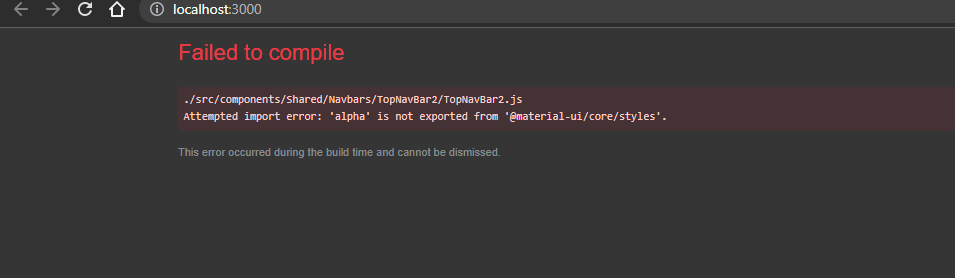 localhost:3000
Failed to compile
./src/components/Shared/Navbars/TopNavBar2/TopNavBar2.js
Attempted import error: 'alpha' is not exported from '@material-ui/core/styles'.
This error occurred during the build time and cannot be dismissed.